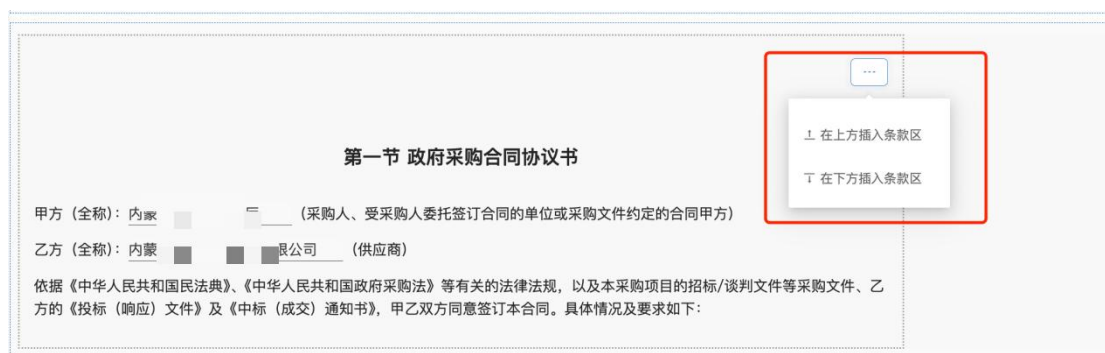 ...
在上方插入条款区
在下方插入条款区
第一节 政府采购合同协议书
甲方（全称）：内蒙（采购人、受采购人委托签订合同的单位或采购文件约定的合同甲方）
乙方（全称）：内蒙 限公司（供应商）
依据《中华人民共和国民法典》、《中华人民共和国政府采购法》等有关的法律法规，以及本采购项目的招标/谈判文件等采购文件、乙
方的《投标（响应）文件》及《中标（成交）通知书》，甲乙双方同意签订本合同。具体情况及要求如下：